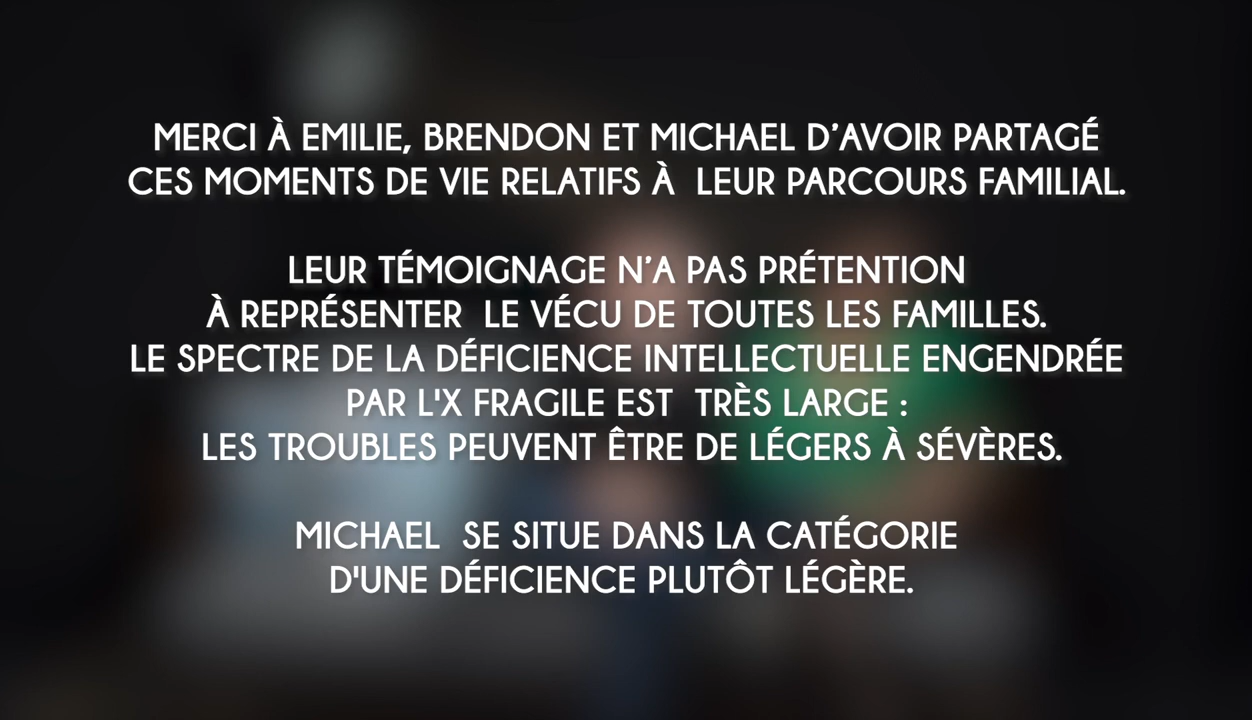 MERCI À EMILIE, BRENDON ET MICHAEL D’AVOIR PARTAGÉ
CES MOMENTS DE VIE RELATIFS À  LEUR PARCOURS FAMILIAL.
LEUR TÉMOIGNAGE N’A PAS PRÉTENTION
À REPRÉSENTER  LE VÉCU DE TOUTES LES FAMILLES.
LE SPECTRE DE LA DÉFICIENCE INTELLECTUELLE ENGENDRÉE
PAR L'X FRAGILE EST  TRÈS LARGE :
LES TROUBLES PEUVENT ÊTRE DE LÉGERS À SÉVÈRES.
MICHAEL  SE SITUE DANS LA CATÉGORIE
D'UNE DÉFICIENCE PLUTÔT LÉGÈRE.